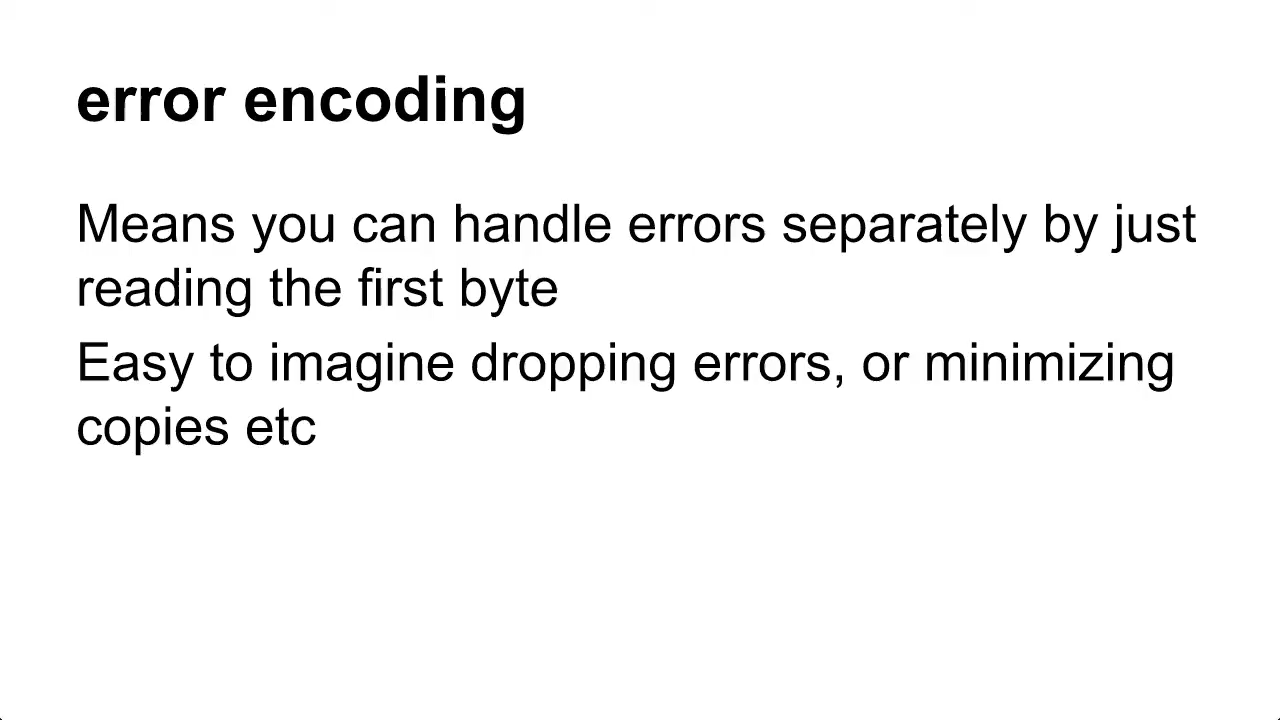 error encoding
Means you can handle errors separately by just
reading the first byte
Easy to imagine dropping errors, or minimizing
copies etc